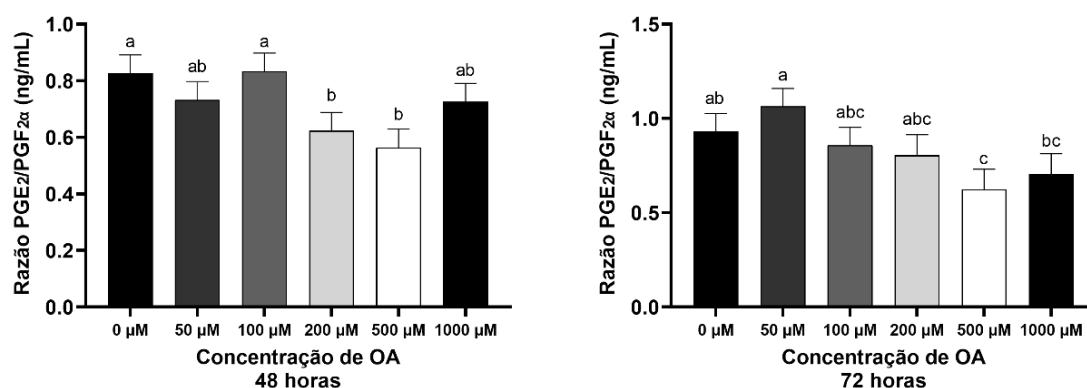 Razão PGE2/PGF2α (ng/mL)
1.0
0.8
0.6
0.4
0.2
0.0
a
ab
a
b
b
ab
0 µM
50 µM
100 µM
200 µM
500 µM
1000 µM
Concentração de OA
48 horas
Razão PGE2/PGF2α (ng/mL)
1.5
1.0
0.5
0.0
ab
a
abc
abc
c
bc
0 µM
50 µM
100 µM
200 µM
500 µM
1000 µM
Concentração de OA
72 horas